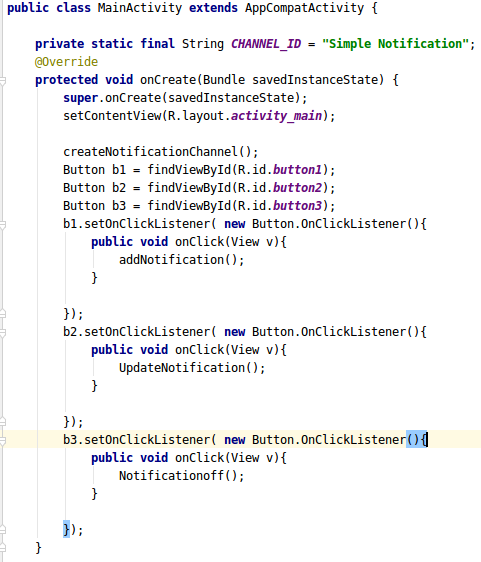 public class MainActivity extends AppCompatActivity {
private static final String CHANNEL_ID = "Simple Notification";
@Override
protected void onCreate(Bundle savedInstanceState) {
super.onCreate(savedInstanceState);
setContentView(R.layout.activity_main);
createNotificationChannel();
Button b1 = findViewById(R.id.button1);
Button b2 = findViewById(R.id.button2);
Button b3 = findViewById(R.id.button3);
b1.setOnClickListener( new Button.OnClickListener(){
public void onClick(View v){
addNotification();
}
});
b2.setOnClickListener( new Button.OnClickListener(){
public void onClick(View v){
UpdateNotification();
}
});
b3.setOnClickListener( new Button.OnClickListener(){
public void onClick(View v){
Notificationoff();
}
});
}